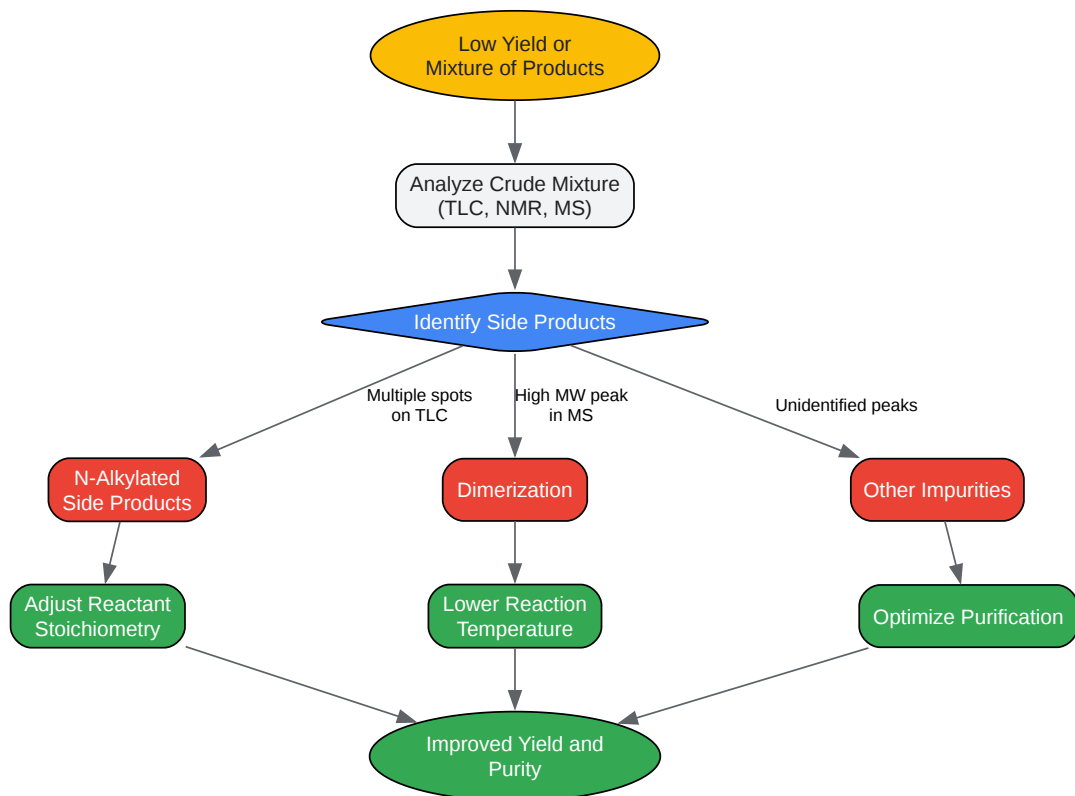 Low Yield or
Mixture of Products
Analyze Crude Mixture
(TLC, NMR, MS)
Identify Side Products
Multiple spots
on TLC
High MW peak
in MS
Unidentified peaks
N-Alkylated
Side Products
Dimerization
Other Impurities
Adjust Reactant
Stoichiometry
Lower Reaction
Temperature
Optimize Purification
Improved Yield and
Purity